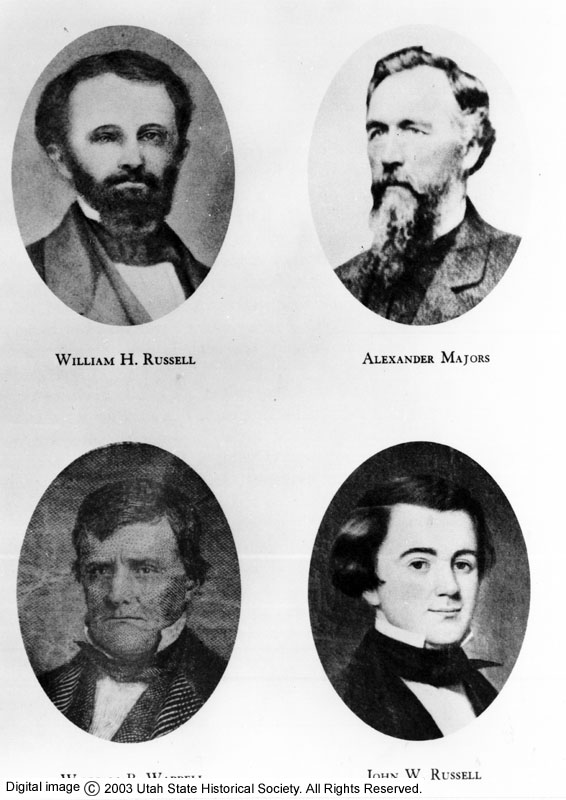 William H. Russell
Alexander Majors
John W. Russell
Digital image © 2003 Utah State Historical Society. All Rights Reserved.